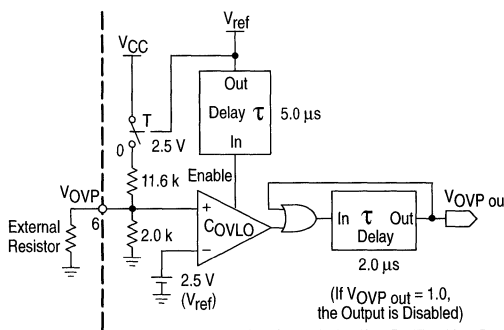 Vref
VCC
Out
Delay τ
In
5.0 µs
T
0
2.5 V
Enable
VOVP
6
11.6 k
External
Resistor
2.0 k
+
COVLO
–
2.5 V
(Vref)
In τ Out
Delay
2.0 µs
VOVP ou
(If VOVP out = 1.0,
the Output is Disabled)